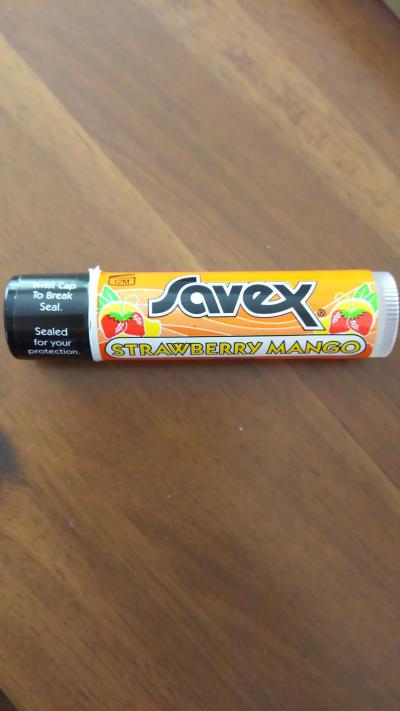 Twist Cap
To Break
Seal.
Sealed
for your
protection.
12M
Savex®
STRAWBERRY MANGO